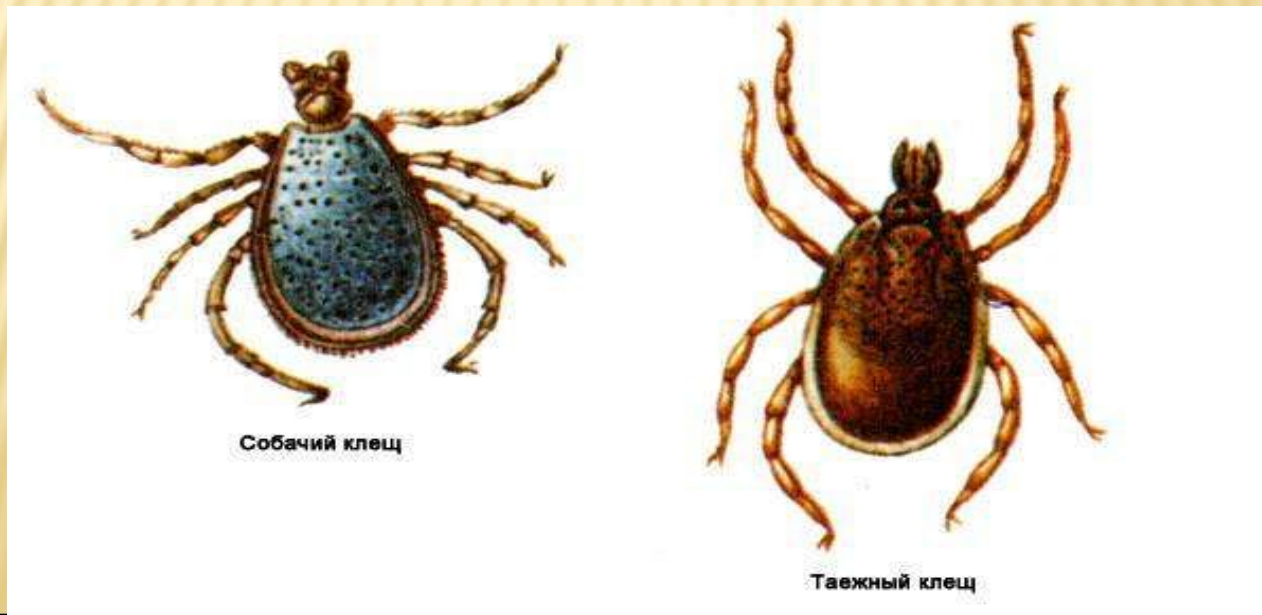 Собачий клещ
Таежный клещ